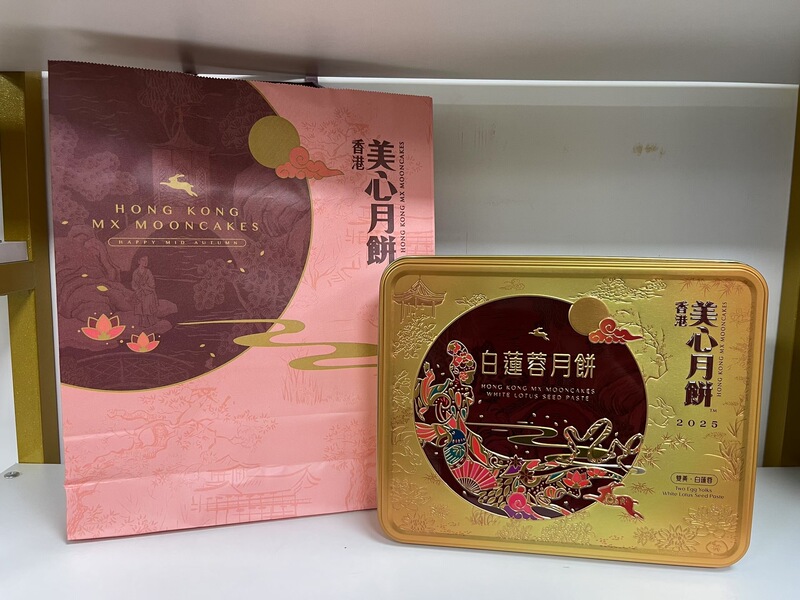 HONG KONG
MX MOONCAKES
HAPPY MID AUTUMN
香港
美心月餅
HONG KONG MX MOONCAKES
白蓮蓉月餅
HONG KONG MX MOONCAKES
WHITE LOTUS SEED PASTE
香港
美心月餅
HONG KONG MX MOONCAKES
TM
2025
雙黃·白蓮蓉
Two Egg Yolks
White Lotus Seed Paste